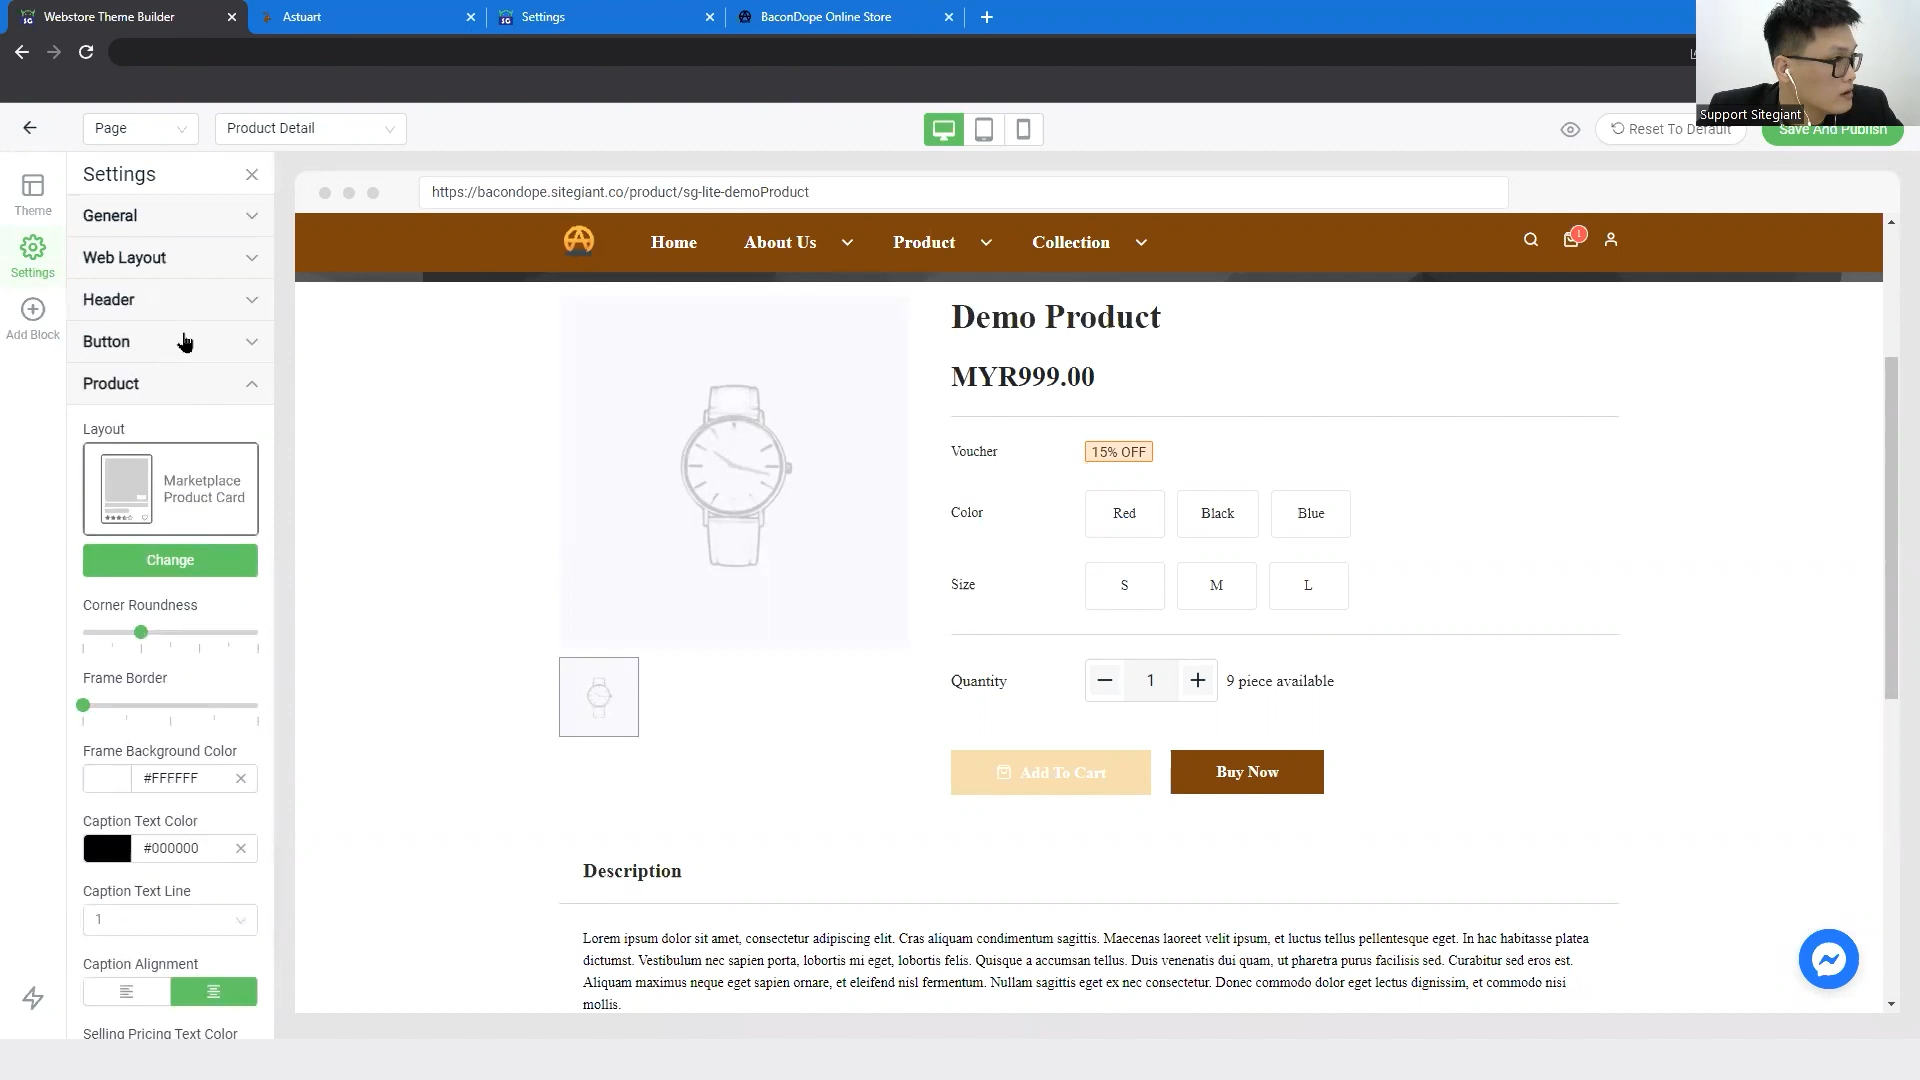 Webstore Theme Builder
Astuart
Settings
BaconDope Online Store
Support Sitegiant
Page
Product Detail
Reset To Default
Save And Publish
Theme
Settings
Add Block
Settings
General
Web Layout
Header
Button
Product
Layout
Marketplace
Product Card
Change
Corner Roundness
Frame Border
Frame Background Color
#FFFFFF
Caption Text Color
#000000
Caption Text Line
1
Caption Alignment
Selling Pricing Text Color
https://bacondope.sitegiant.co/product/sg-lite-demoProduct
Home
About Us
Product
Collection
1
Demo Product
MYR999.00
Voucher
15% OFF
Color
Red
Black
Blue
Size
S
M
L
Quantity
1
9 piece available
Add To Cart
Buy Now
Description
Lorem ipsum dolor sit amet, consectetur adipiscing elit. Cras aliquam condimentum sagittis. Maecenas laoreet velit ipsum, et luctus tellus pellentesque eget. In hac habitasse platea
dictumst. Vestibulum nec sapien porta, lobortis mi eget, lobortis felis. Quisque a accumsan tellus. Duis venenatis dui quam, ut pharetra purus facilisis sed. Curabitur sed eros est.
Aliquam maximus neque eget sapien ornare, et eleifend nisl fermentum. Nullam sagittis eget ex nec consectetur. Donec commodo dolor eget lectus dignissim, et commodo nisi
mollis.